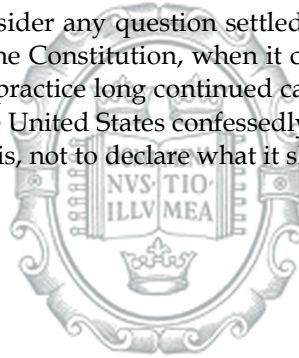 sider any question settled
he Constitution, when it c
practice long continued ca
United States confessedly
is, not to declare what it s
NVS·TIO·
ILLV MEA